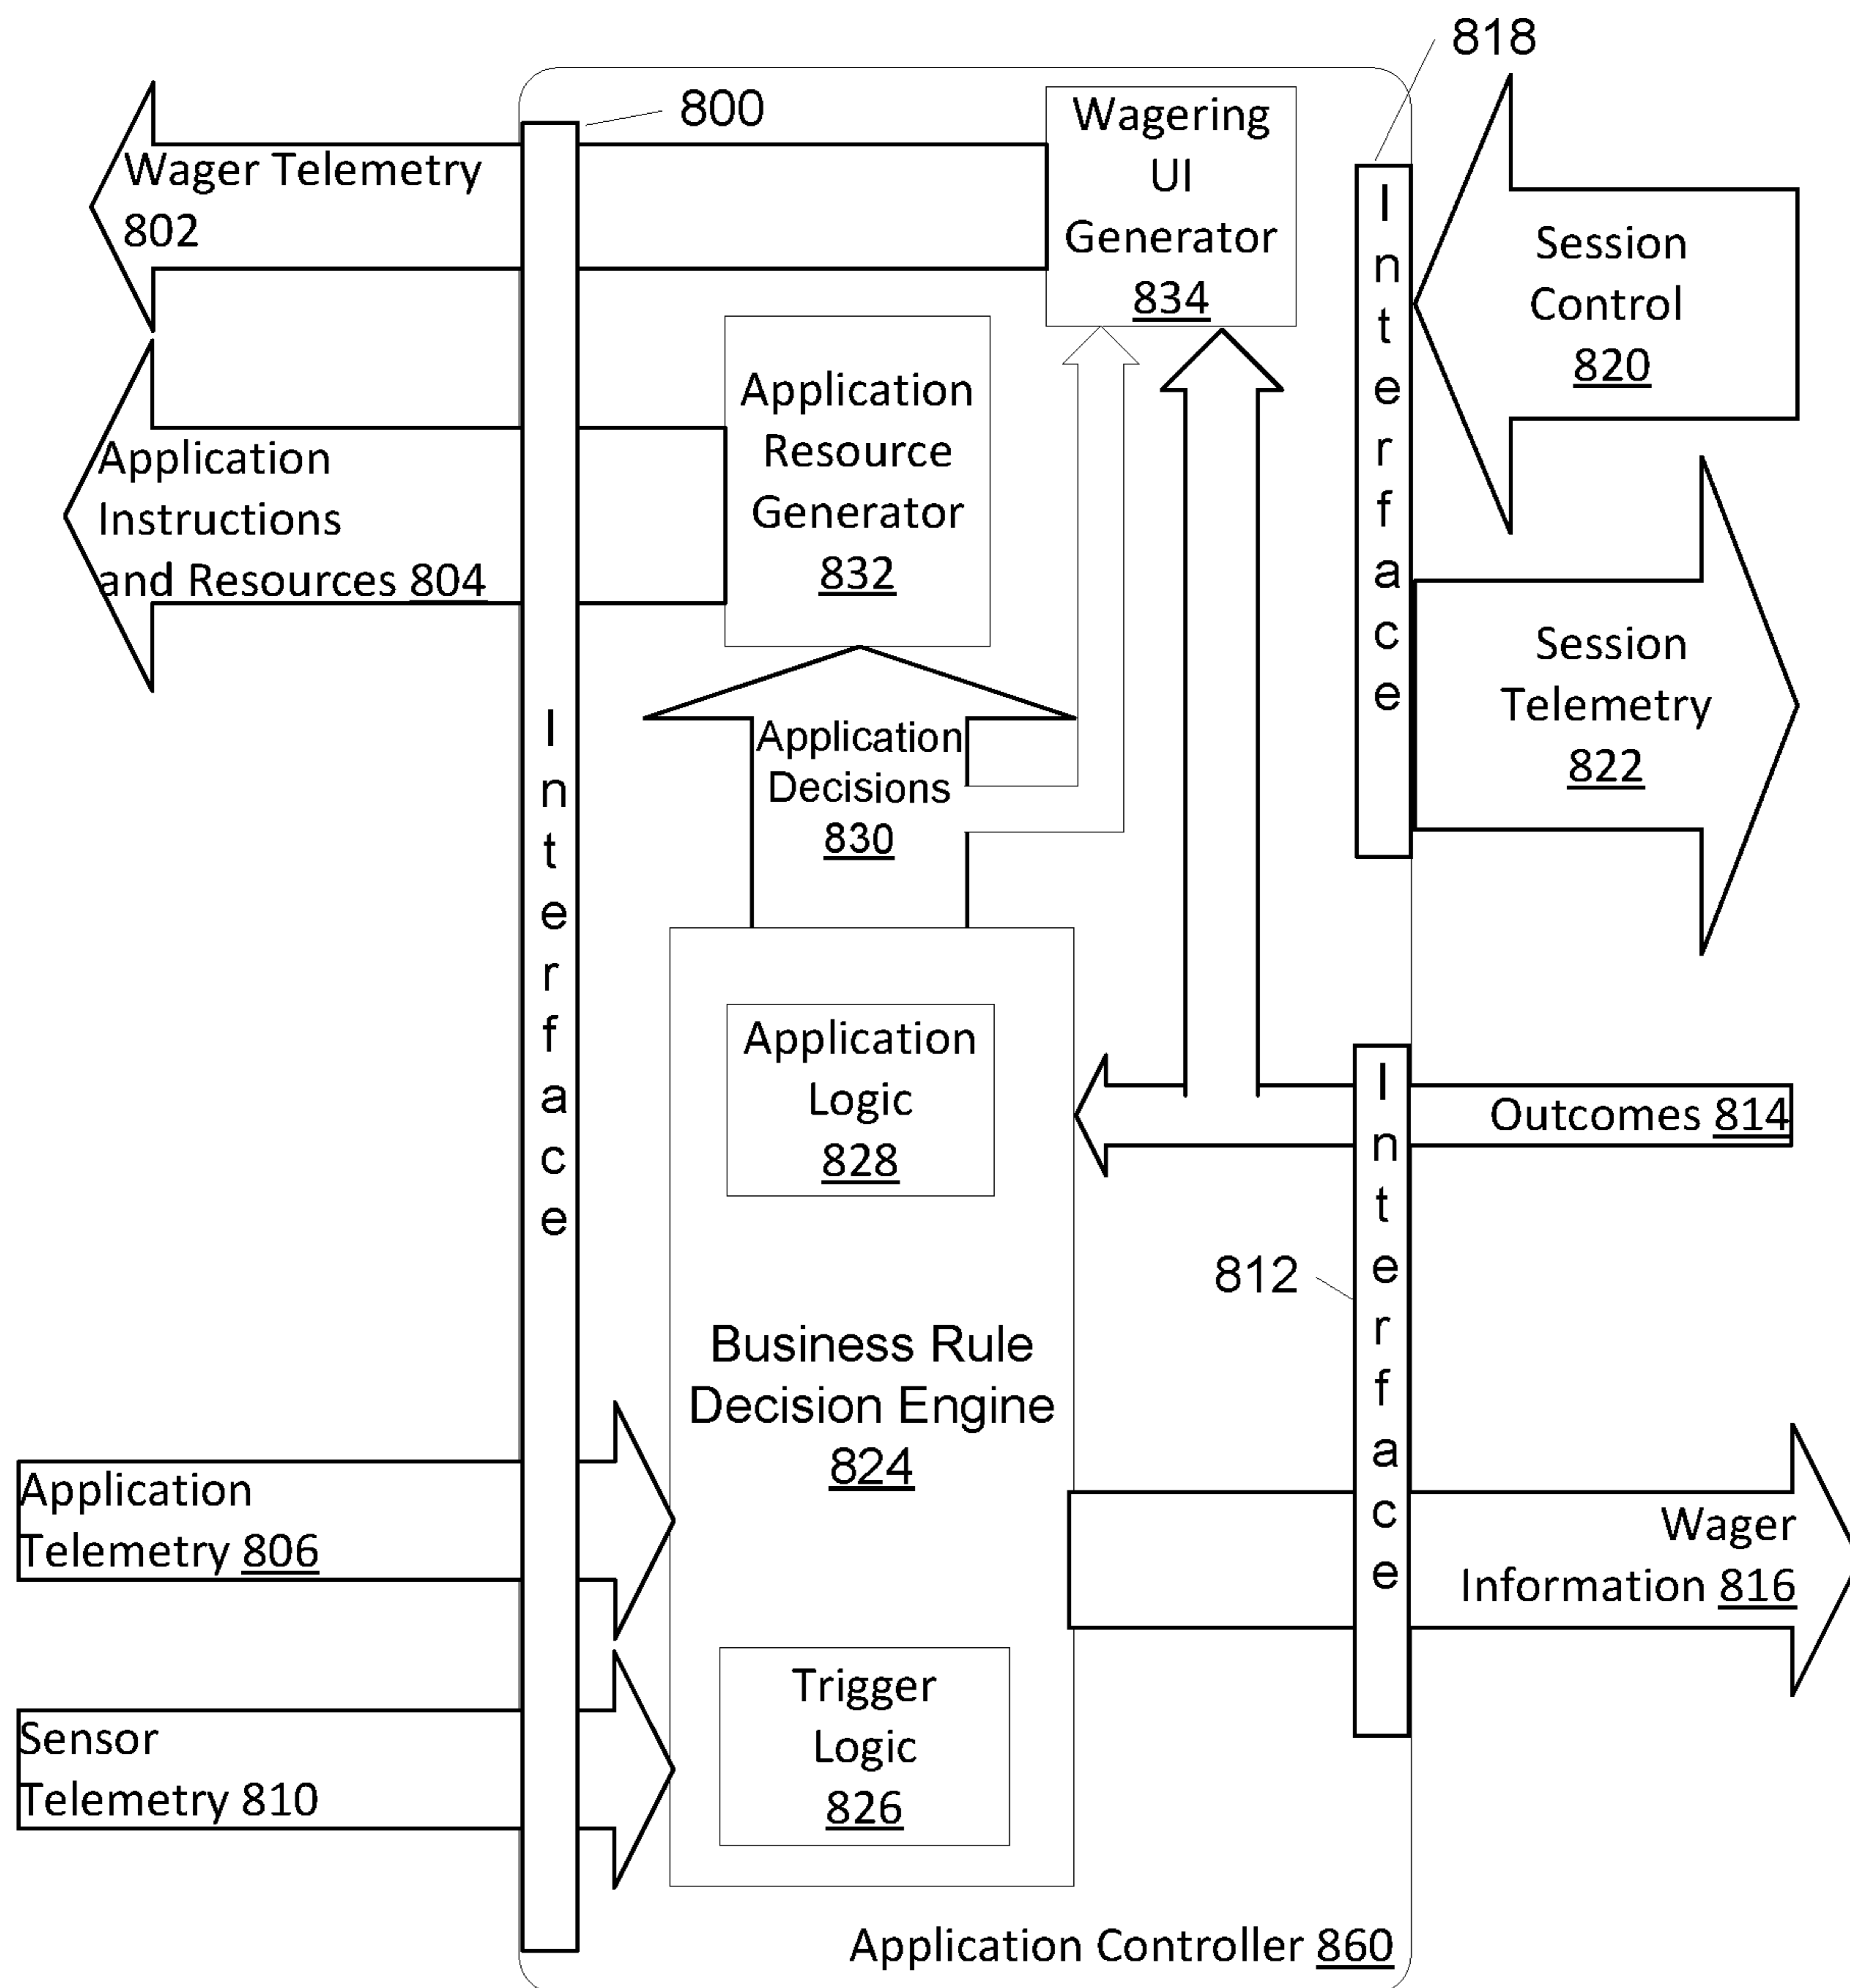 818
800
Wagering
UI
Generator
834
Wager Telemetry
802
Interface
Session
Control
820
Application
Resource
Generator
832
Application
Instructions
and Resources 804
Session
Telemetry
822
Interface
Application
Decisions
830
Application
Logic
828
Interface
Outcomes 814
812
Business Rule
Decision Engine
824
Application
Telemetry 806
Wager
Information 816
Trigger
Logic
826
Sensor
Telemetry 810
Application Controller 860